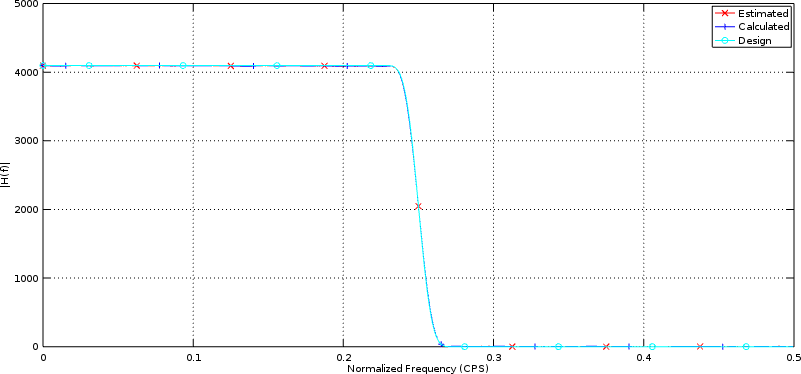 5000
4000
3000
2000
1000
0
|H(f)|
0 0.1 0.2 0.3 0.4 0.5
Normalized Frequency (CPS)
Estimated
Calculated
Design